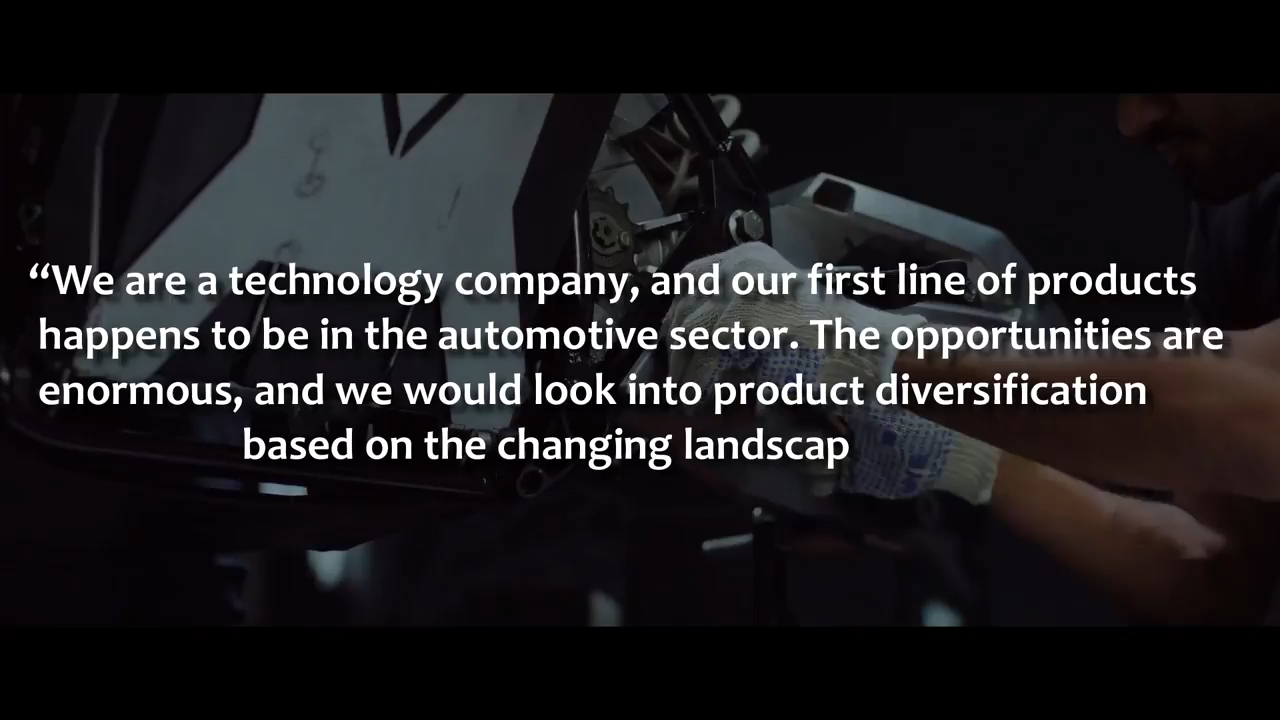 “We are a technology company, and our first line of products
happens to be in the automotive sector. The opportunities are
enormous, and we would look into product diversification
based on the changing landscap